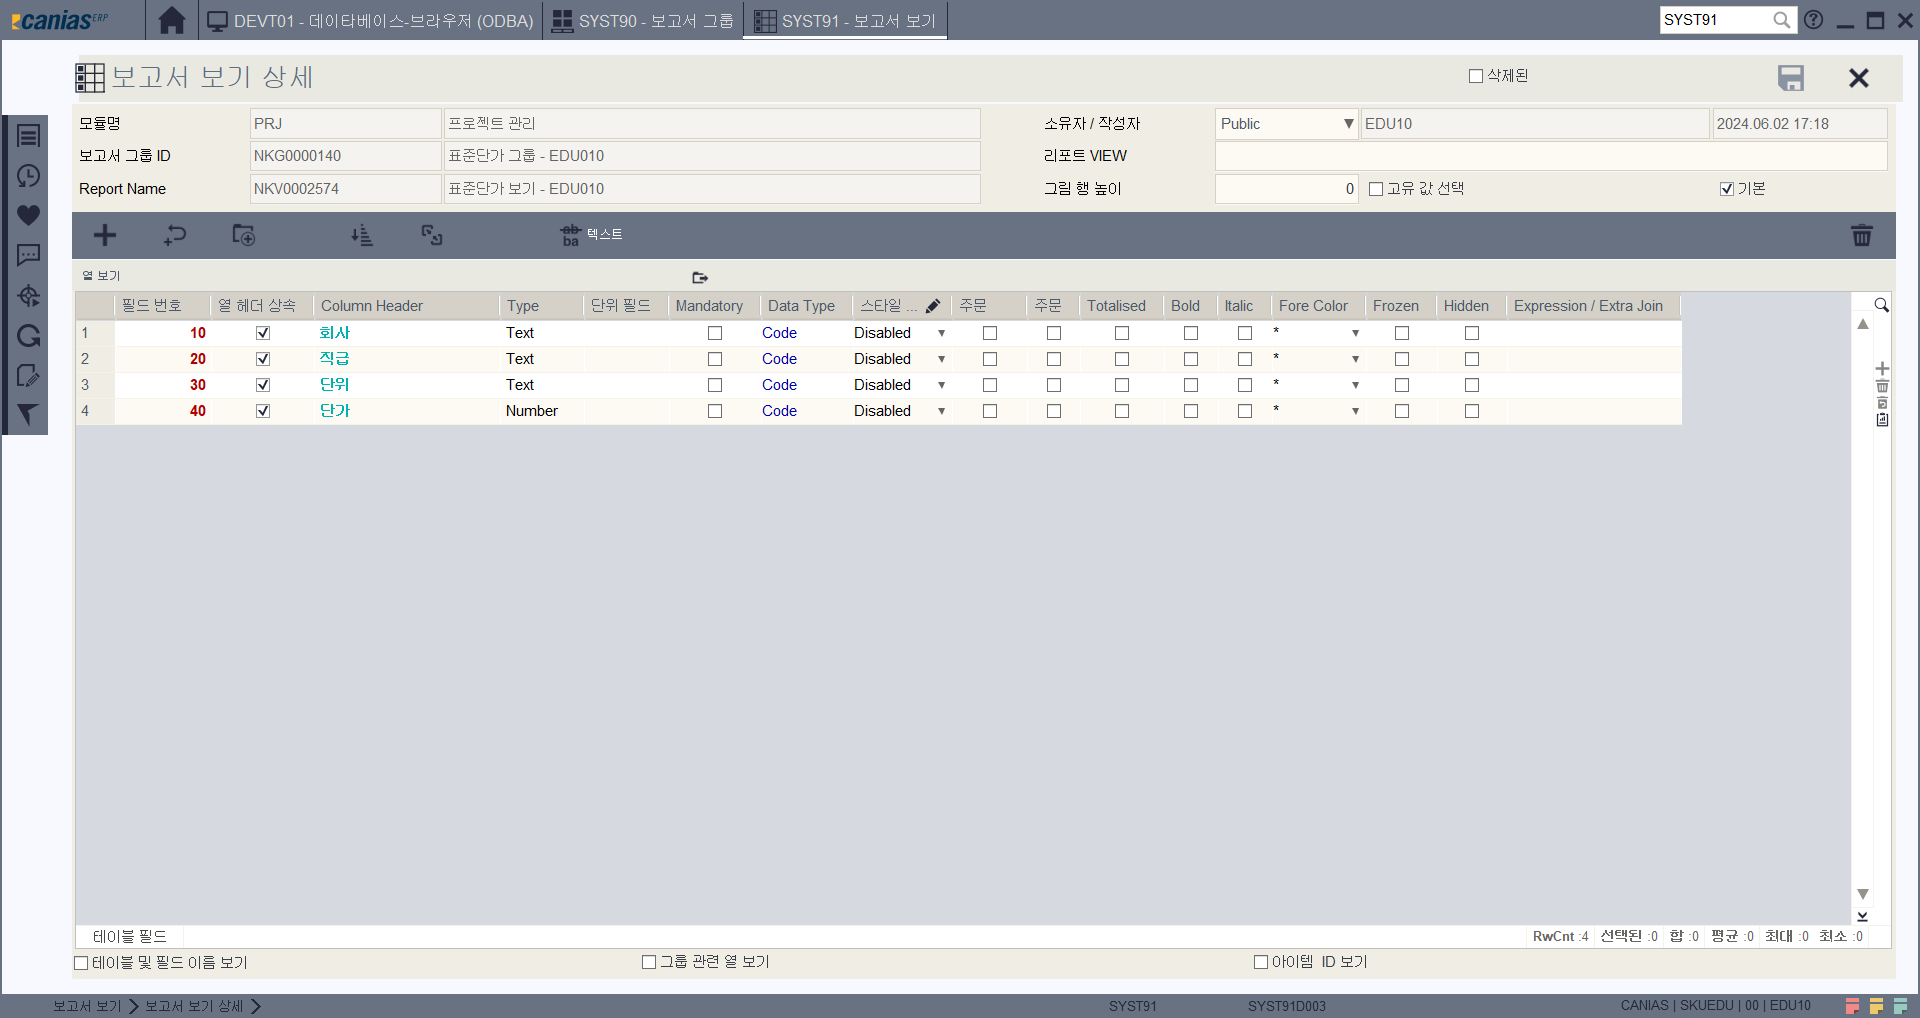 caniasERP DEVT01 - 데이타베이스-브라우저 (ODBA) SYST90 - 보고서 그룹 SYST91 - 보고서 보기 SYST91
보고서 보기 상세 삭제된
모듈명 PRJ 프로젝트 관리 소유자 / 작성자 Public EDU10 2024.06.02 17:18
보고서 그룹 ID NKG0000140 표준단가 그룹 - EDU010 리포트 VIEW
Report Name NKV0002574 표준단가 보기 - EDU010 그림 행 높이 0 고유 값 선택 기본
ab ba 텍스트
열 보기
필드 번호 열 헤더 상속 Column Header Type 단위 필드 Mandatory Data Type 스타일 ... 주문 주문 Totalised Bold Italic Fore Color Frozen Hidden Expression / Extra Join
1 10 회사 Text Code Disabled *
2 20 직급 Text Code Disabled *
3 30 단위 Text Code Disabled *
4 40 단가 Number Code Disabled *
테이블 필드 RwCnt :4 선택된 :0 합 :0 평균 :0 최대 :0 최소 :0
테이블 및 필드 이름 보기 그룹 관련 열 보기 아이템 ID 보기
보고서 보기 보고서 보기 상세 SYST91 SYST91D003 CANIAS | SKUEDU | 00 | EDU10